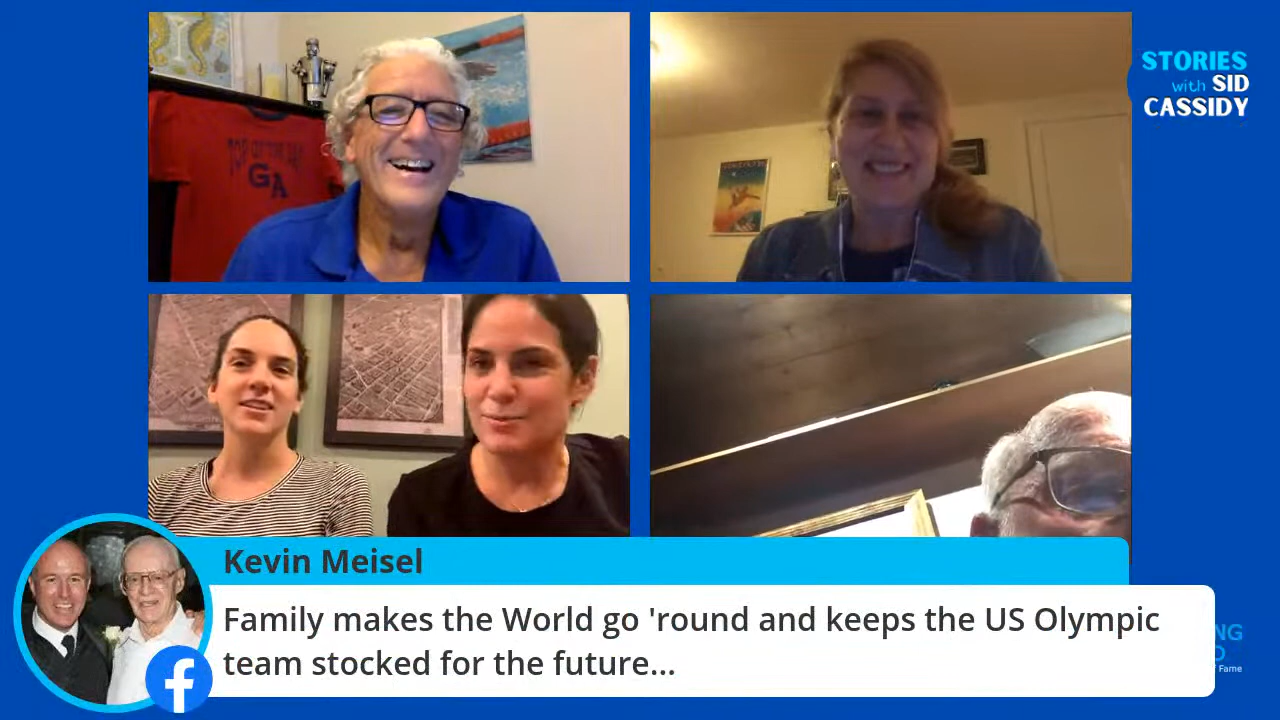 STORIES
with SID
CASSIDY
GA
Kevin Meisel
Family makes the World go 'round and keeps the US Olympic
team stocked for the future...
Fame